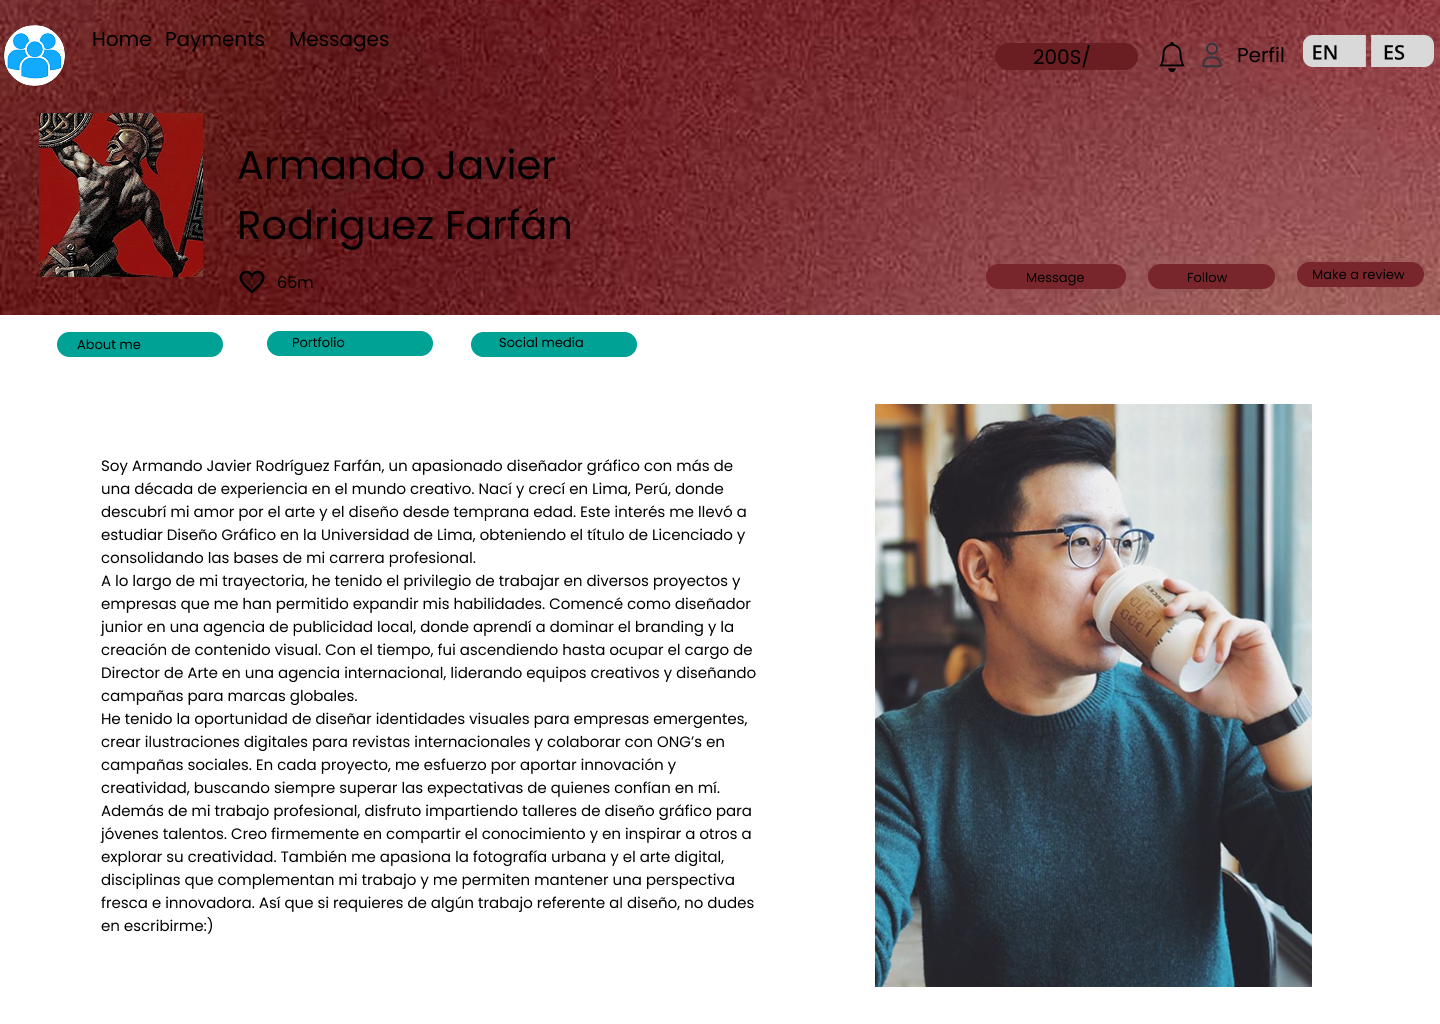 Home Payments Messages
200S/
Perfil
EN
ES
Armando Javier
Rodriguez Farfán
65m
Message
Follow
Make a review
About me
Portfolio
Social media
Soy Armando Javier Rodríguez Farfán, un apasionado diseñador gráfico con más de
una década de experiencia en el mundo creativo. Nací y crecí en Lima, Perú, donde
descubrí mi amor por el arte y el diseño desde temprana edad. Este interés me llevó a
estudiar Diseño Gráfico en la Universidad de Lima, obteniendo el título de Licenciado y
consolidando las bases de mi carrera profesional.
A lo largo de mi trayectoria, he tenido el privilegio de trabajar en diversos proyectos y
empresas que me han permitido expandir mis habilidades. Comencé como diseñador
junior en una agencia de publicidad local, donde aprendí a dominar el branding y la
creación de contenido visual. Con el tiempo, fui ascendiendo hasta ocupar el cargo de
Director de Arte en una agencia internacional, liderando equipos creativos y diseñando
campañas para marcas globales.
He tenido la oportunidad de diseñar identidades visuales para empresas emergentes,
crear ilustraciones digitales para revistas internacionales y colaborar con ONG’s en
campañas sociales. En cada proyecto, me esfuerzo por aportar innovación y
creatividad, buscando siempre superar las expectativas de quienes confían en mí.
Además de mi trabajo profesional, disfruto impartiendo talleres de diseño gráfico para
jóvenes talentos. Creo firmemente en compartir el conocimiento y en inspirar a otros a
explorar su creatividad. También me apasiona la fotografía urbana y el arte digital,
disciplinas que complementan mi trabajo y me permiten mantener una perspectiva
fresca e innovadora. Así que si requieres de algún trabajo referente al diseño, no dudes
en escribirme:)